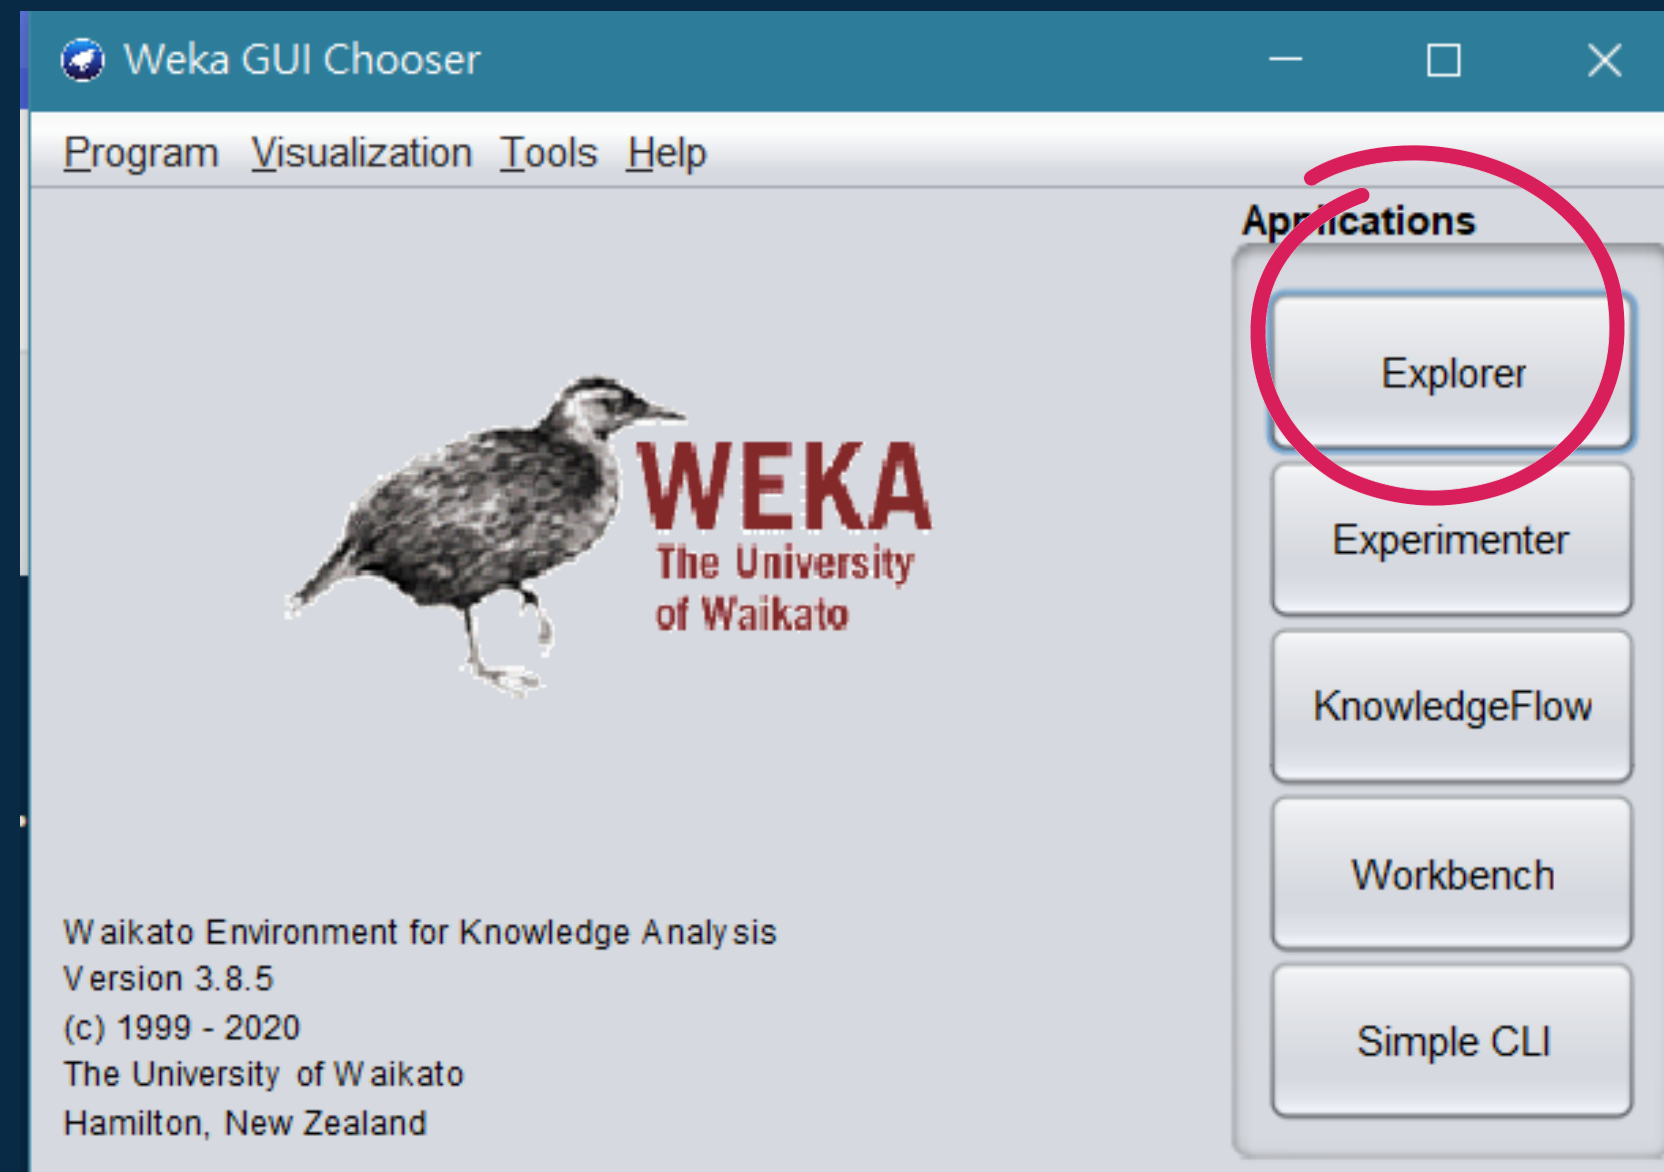 Weka GUI Chooser
Program Visualization Tools Help
Applications
Explorer
Experimenter
KnowledgeFlow
Workbench
Simple CLI
WEKA
The University
of Waikato
Waikato Environment for Knowledge Analysis
Version 3.8.5
(c) 1999 - 2020
The University of Waikato
Hamilton, New Zealand